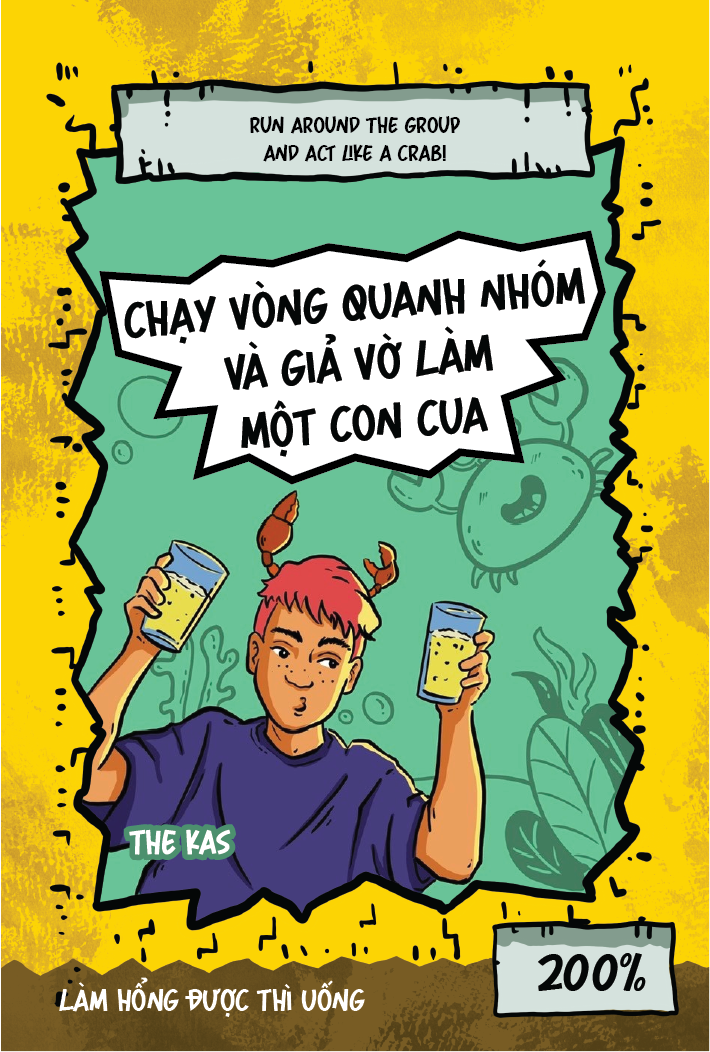 RUN AROUND THE GROUP
AND ACT LIKE A CRAB!
CHẠY VÒNG QUANH NHÓM
VÀ GIẢ VỜ LÀM
MỘT CON CUA
THE KAS
200%
LÀM HỔNG ĐƯỢC THÌ UỐNG